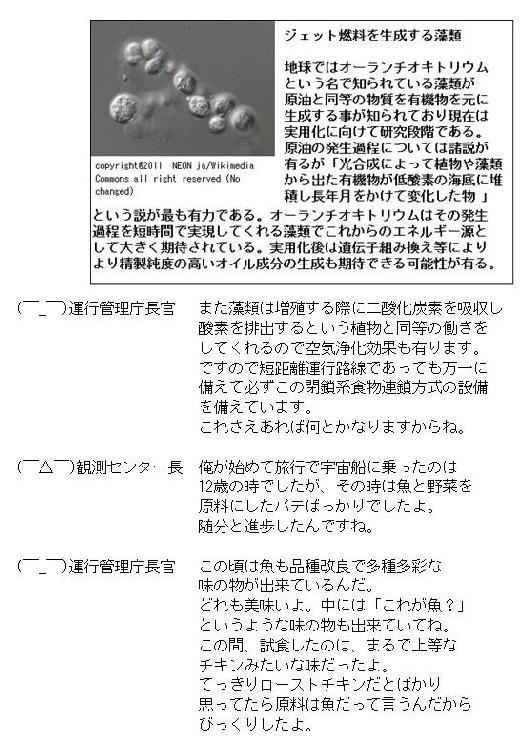 ジェット燃料を生成する藻類
地球ではオーランチオキトリウム
という名で知られている藻類が
原油と同等の物質を有機物を元に
生成する事が知られており現在は
実用化に向けて研究段階である。
原油の発生過程については諸説が
有るが「光合成によって植物や藻類
から出た有機物が低酸素の海底に堆
積し長年月をかけて変化した物 」
という説が最も有力である。オーランチオキトリウムはその発生
過程を短時間で実現してくれる藻類でこれからのエネルギー源と
して大きく期待されている。実用化後は遺伝子組み換え等により
より精製純度の高いオイル成分の生成も期待できる可能性が有る。
copyright@2011 NEON ja/Wikimedia
Commons all right reserved (No
changed)
(￣_￣)運行管理庁長官 また藻類は増殖する際に二酸化炭素を吸収し
酸素を排出するという植物と同等の働きを
してくれるので空気浄化効果も有ります。
ですので短距離運行路線であっても万一に
備えて必ずこの閉鎖系食物連鎖方式の設備
を備えています。
これさえあれば何とかなりますからね。
(￣△￣)観測センター長 俺が始めて旅行で宇宙船に乗ったのは
12歳の時でしたが、その時は魚と野菜を
原料にしたパテばっかりでしたよ。
随分と進歩したんですね。
(￣_￣)運行管理庁長官 この頃は魚も品種改良で多種多彩な
味の物が出来ているんだ。
どれも美味いよ。中には「これが魚？」
というような味の物も出来ていてね。
この間、試食したのは、まるで上等な
チキンみたいな味だったよ。
てっきりローストチキンだとばかり
思ってたら原料は魚だって言うんだから
びっくりしたよ。